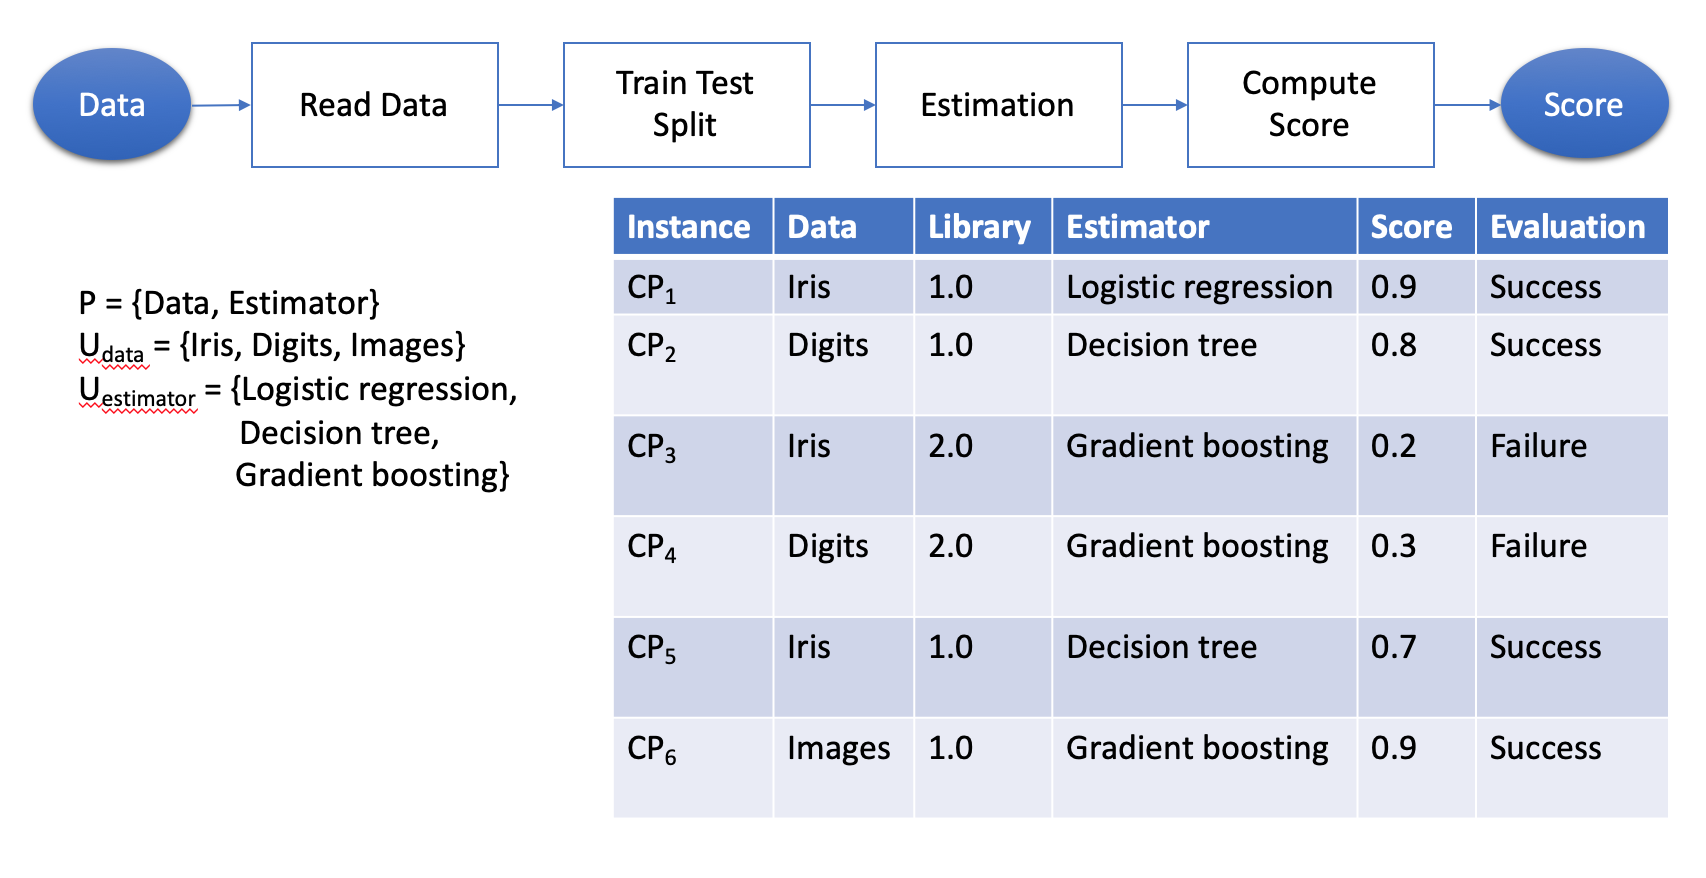 Data
Read Data
Train Test
Split
Estimation
Compute
Score
Score
P = {Data, Estimator}
Udata = {Iris, Digits, Images}
Uestimator = {Logistic regression,
Decision tree,
Gradient boosting}
Instance Data Library Estimator Score Evaluation
CP1 Iris 1.0 Logistic regression 0.9 Success
CP2 Digits 1.0 Decision tree 0.8 Success
CP3 Iris 2.0 Gradient boosting 0.2 Failure
CP4 Digits 2.0 Gradient boosting 0.3 Failure
CP5 Iris 1.0 Decision tree 0.7 Success
CP6 Images 1.0 Gradient boosting 0.9 Success